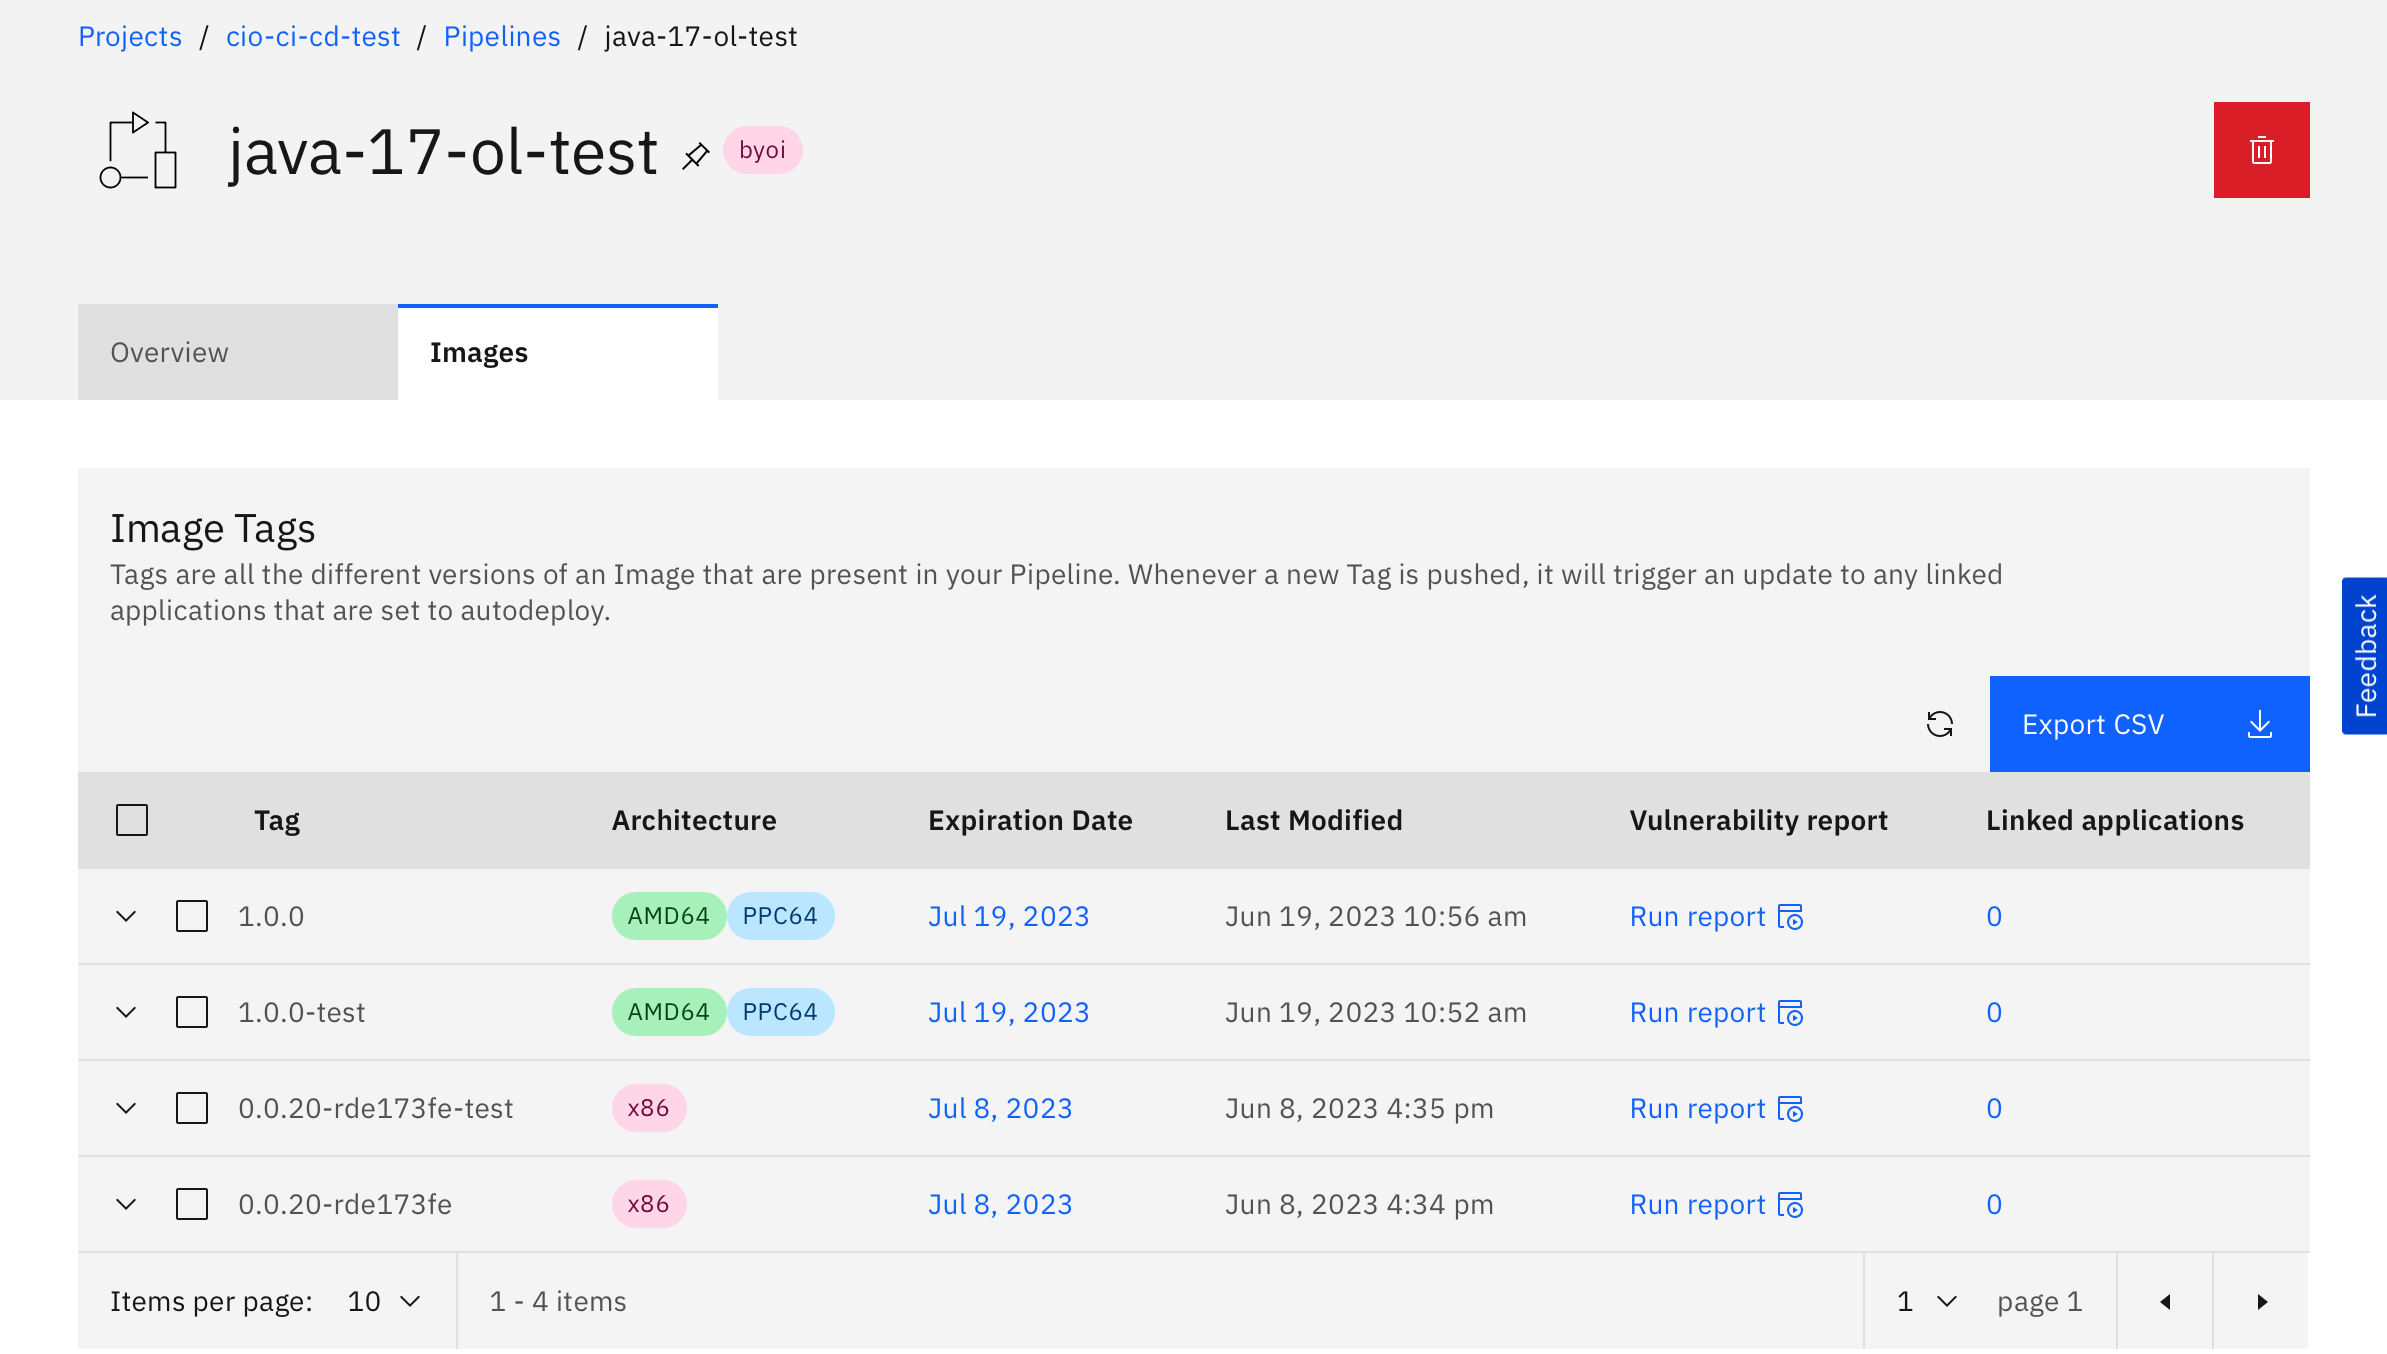 Projects / cio-ci-cd-test / Pipelines / java-17-ol-test
java-17-ol-test byoi
Overview Images
Image Tags
Tags are all the different versions of an Image that are present in your Pipeline. Whenever a new Tag is pushed, it will trigger an update to any linked
applications that are set to autodeploy.
Feedback
Export CSV
Tag Architecture Expiration Date Last Modified Vulnerability report Linked applications
1.0.0 AMD64 PPC64 Jul 19, 2023 Jun 19, 2023 10:56 am Run report 0
1.0.0-test AMD64 PPC64 Jul 19, 2023 Jun 19, 2023 10:52 am Run report 0
0.0.20-rde173fe-test x86 Jul 8, 2023 Jun 8, 2023 4:35 pm Run report 0
0.0.20-rde173fe x86 Jul 8, 2023 Jun 8, 2023 4:34 pm Run report 0
Items per page: 10 1 - 4 items 1 page 1